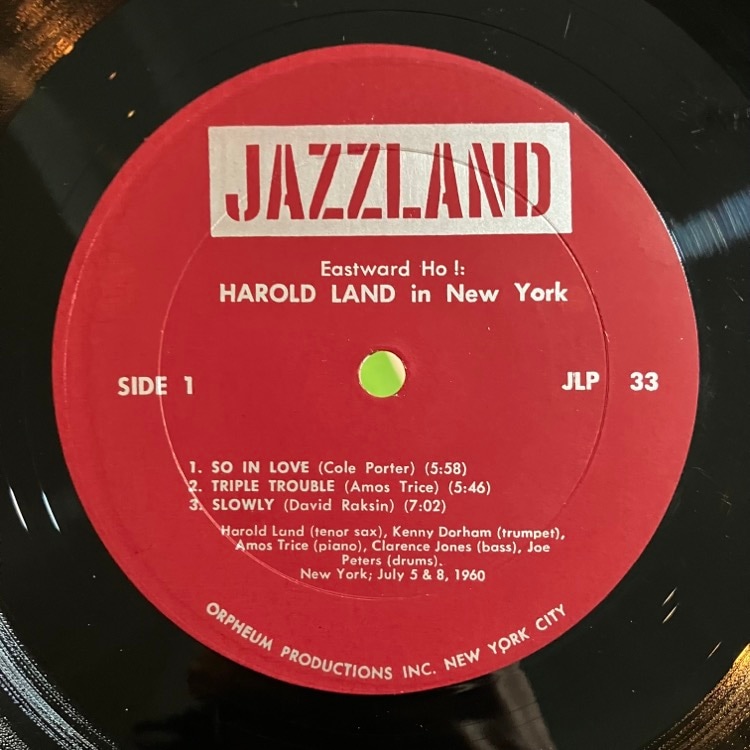 JAZZLAND
Eastward Ho !:
HAROLD LAND in New York
SIDE 1
JLP 33
1. SO IN LOVE (Cole Porter) (5:58)
2. TRIPLE TROUBLE (Amos Trice) (5:46)
3. SLOWLY (David Raksin) (7:02)
Harold Land (tenor sax), Kenny Dorham (trumpet),
Amos Trice (piano), Clarence Jones (bass), Joe
Peters (drums).
New York; July 5 & 8, 1960
ORPHEUM PRODUCTIONS INC. NEW YORK CITY